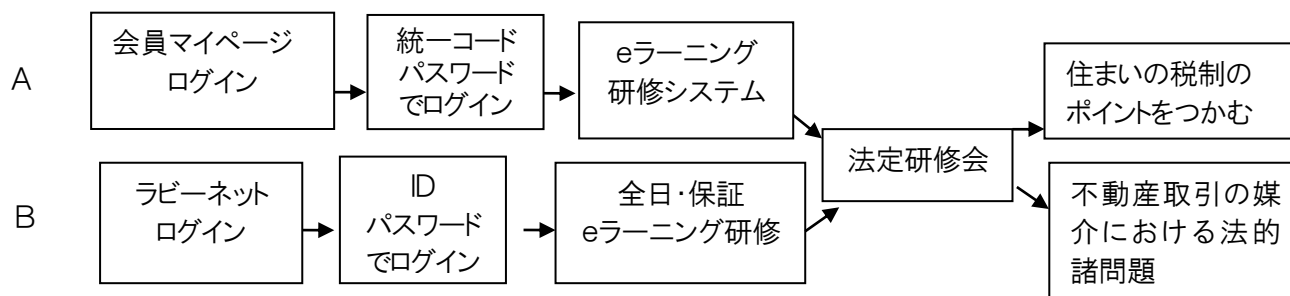 A
会員マイページ
ログイン
統一コード
パスワード
でログイン
eラーニング
研修システム
住まいの税制の
ポイントをつかむ
法定研修会
B
ラビーネット
ログイン
ID
パスワード
でログイン
全日・保証
eラーニング研修
不動産取引の媒
介における法的
諸問題